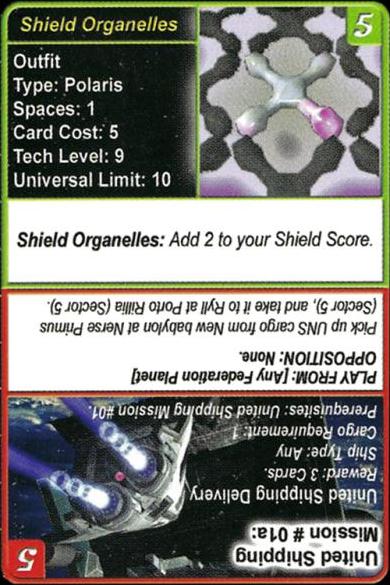 Shield Organelles
5
Outfit
Type: Polaris
Spaces: 1
Card Cost: 5
Tech Level: 9
Universal Limit: 10
Shield Organelles: Add 2 to your Shield Score.
5
United Shipping
Mission # 01a:
United Shipping Delivery
Reward: 3 Cards.
Ship Type: Any
Cargo Requirement: 1
Prerequisites: United Shipping Mission #01.
PLAY FROM: [Any Federation Planet]
OPPOSITION: None.
Pick up UNS cargo from New babylon at Nerse Primus
(Sector 5), and take it to Ryll at Porto Rillia (Sector 5).